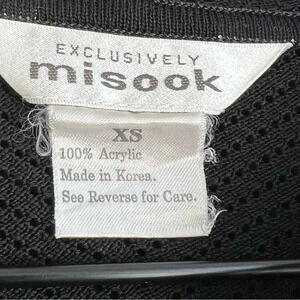 EXCLUSIVELY
misook
XS
100% Acrylic
Made in Korea.
See Reverse for Care.